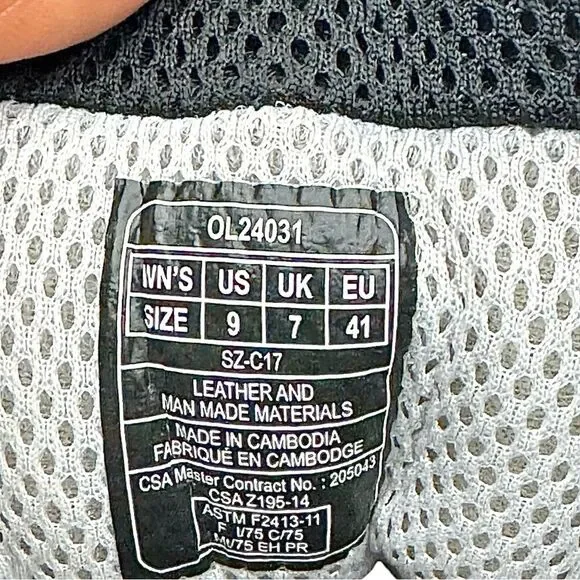 OL24031
WN'S US UK EU
SIZE 9 7 41
SZ-C17
LEATHER AND
MAN MADE MATERIALS
MADE IN CAMBODIA
FABRIQUÉ EN CAMBODGE
CSA Master Contract No. : 205043
CSA Z195-14
ASTM F2413-11
F I/75 C/75
Mt/75 EH PR